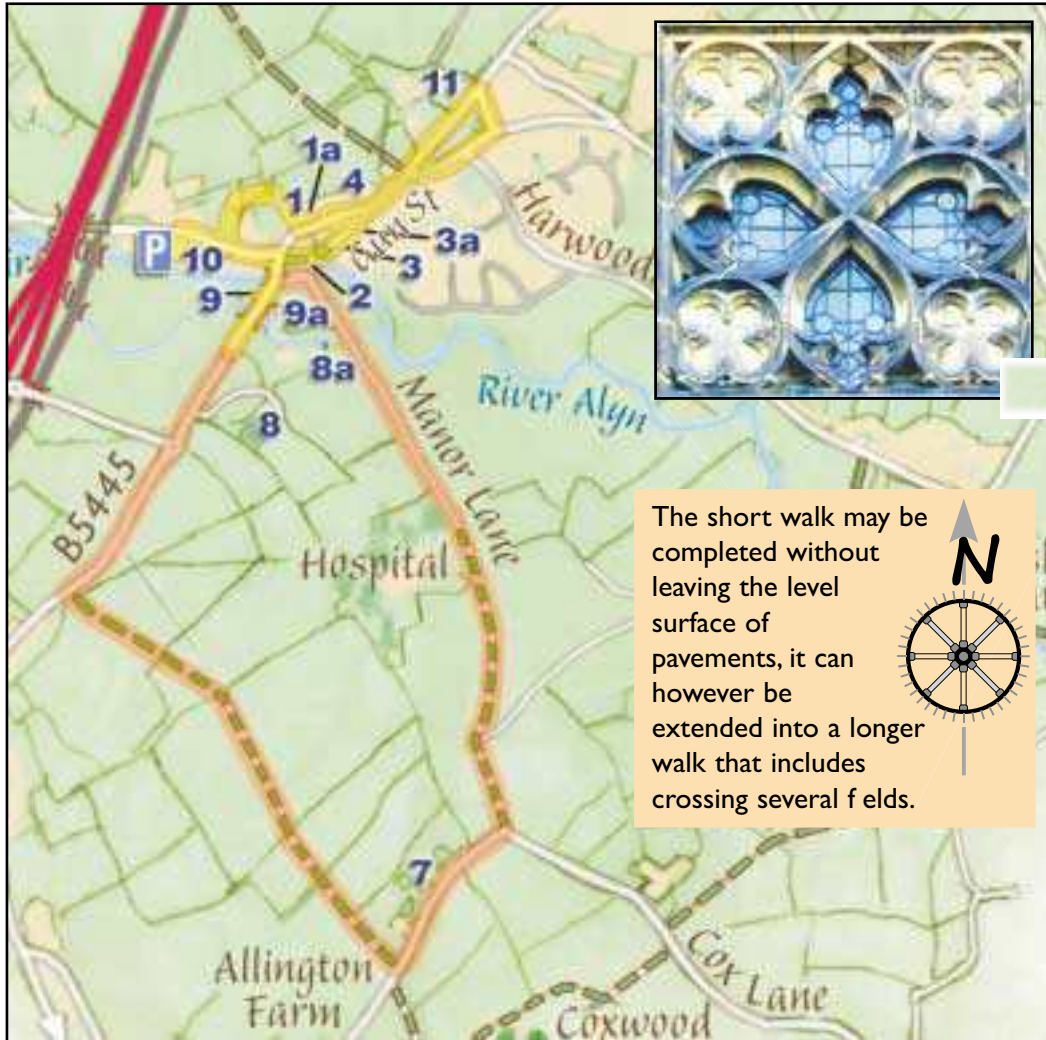 11
1a
4
1
King St
3a
Harwood
P
10
3
9
2
9a
8a
Manor Lane
River Alyn
8
B5445
Hospital
The short walk may be
completed without
leaving the level
surface of
pavements, it can
however be
extended into a longer
walk that includes
crossing several f elds.
N
7
Allington
Farm
Cox Lane
Coxwood